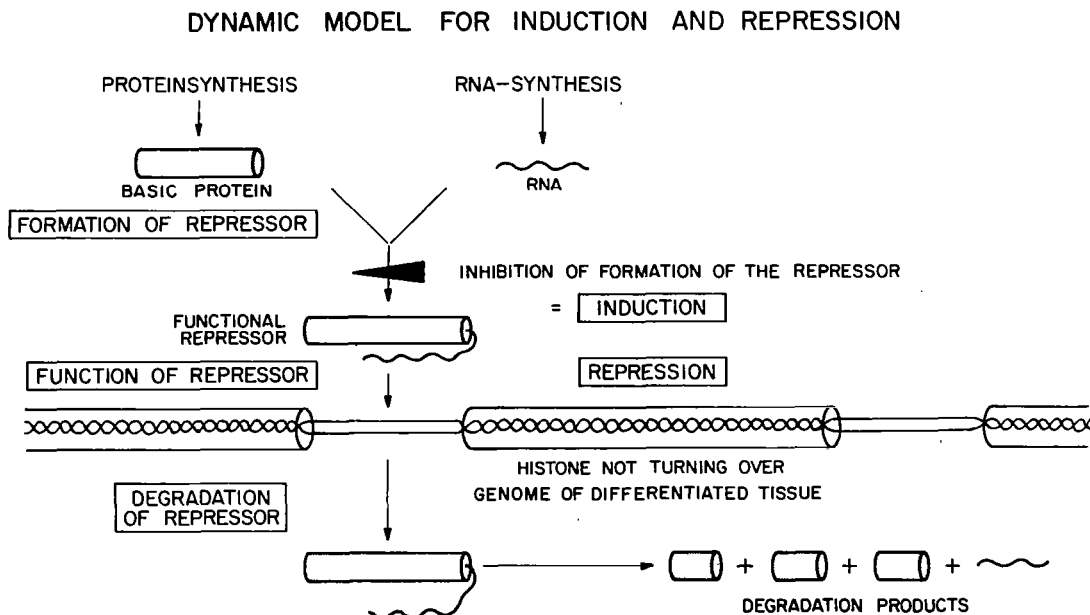 DYNAMIC MODEL FOR INDUCTION AND REPRESSION
PROTEINSYNTHESIS
RNA-SYNTHESIS
BASIC PROTEIN
RNA
FORMATION OF REPRESSOR
INHIBITION OF FORMATION OF THE REPRESSOR
= INDUCTION
FUNCTIONAL
REPRESSOR
FUNCTION OF REPRESSOR
REPRESSION
HISTONE NOT TURNING OVER
GENOME OF DIFFERENTIATED TISSUE
DEGRADATION
OF REPRESSOR
+ + +
DEGRADATION PRODUCTS